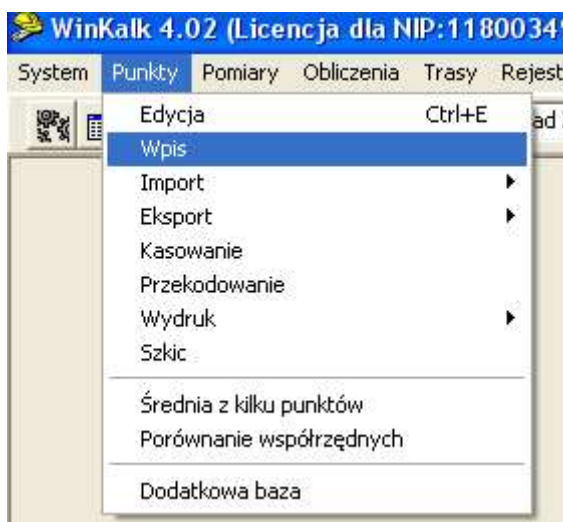 WinKalk 4.02 (Licencja dla NIP:1180034
System Punkty Pomiary Obliczenia Trasy Rejest
Edycja Ctrl+E
ad
Wpis
Import
Eksport
Kasowanie
Przekodowanie
Wydruk
Szkic
Średnia z kilku punktów
Porównanie współrzędnych
Dodatkowa baza